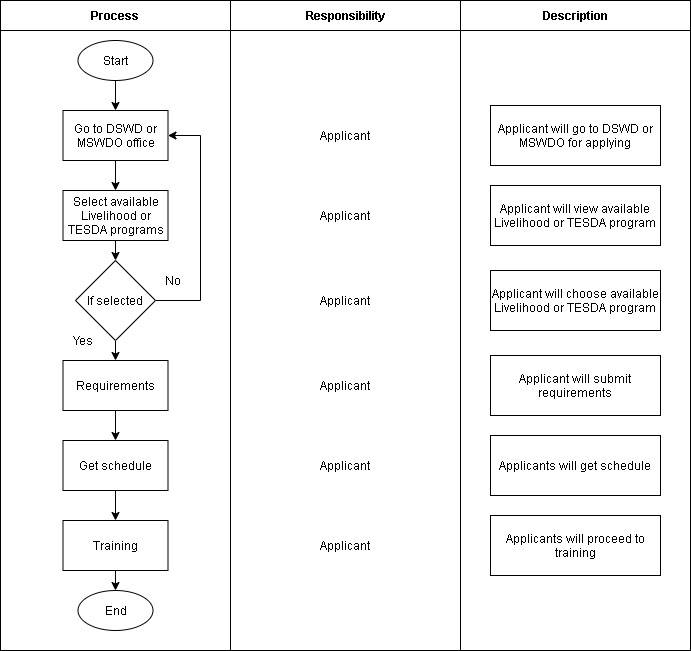 Process
Responsibility
Description
Start
Go to DSWD or
MSWDO office
Applicant
Applicant will go to DSWD or
MSWDO for applying
Select available
Livelihood or
TESDA programs
Applicant
Applicant will view available
Livelihood or TESDA program
No
If selected
Applicant
Applicant will choose available
Livelihood or TESDA program
Yes
Requirements
Applicant
Applicant will submit
requirements
Get schedule
Applicant
Applicants will get schedule
Training
Applicant
Applicants will proceed to
training
End